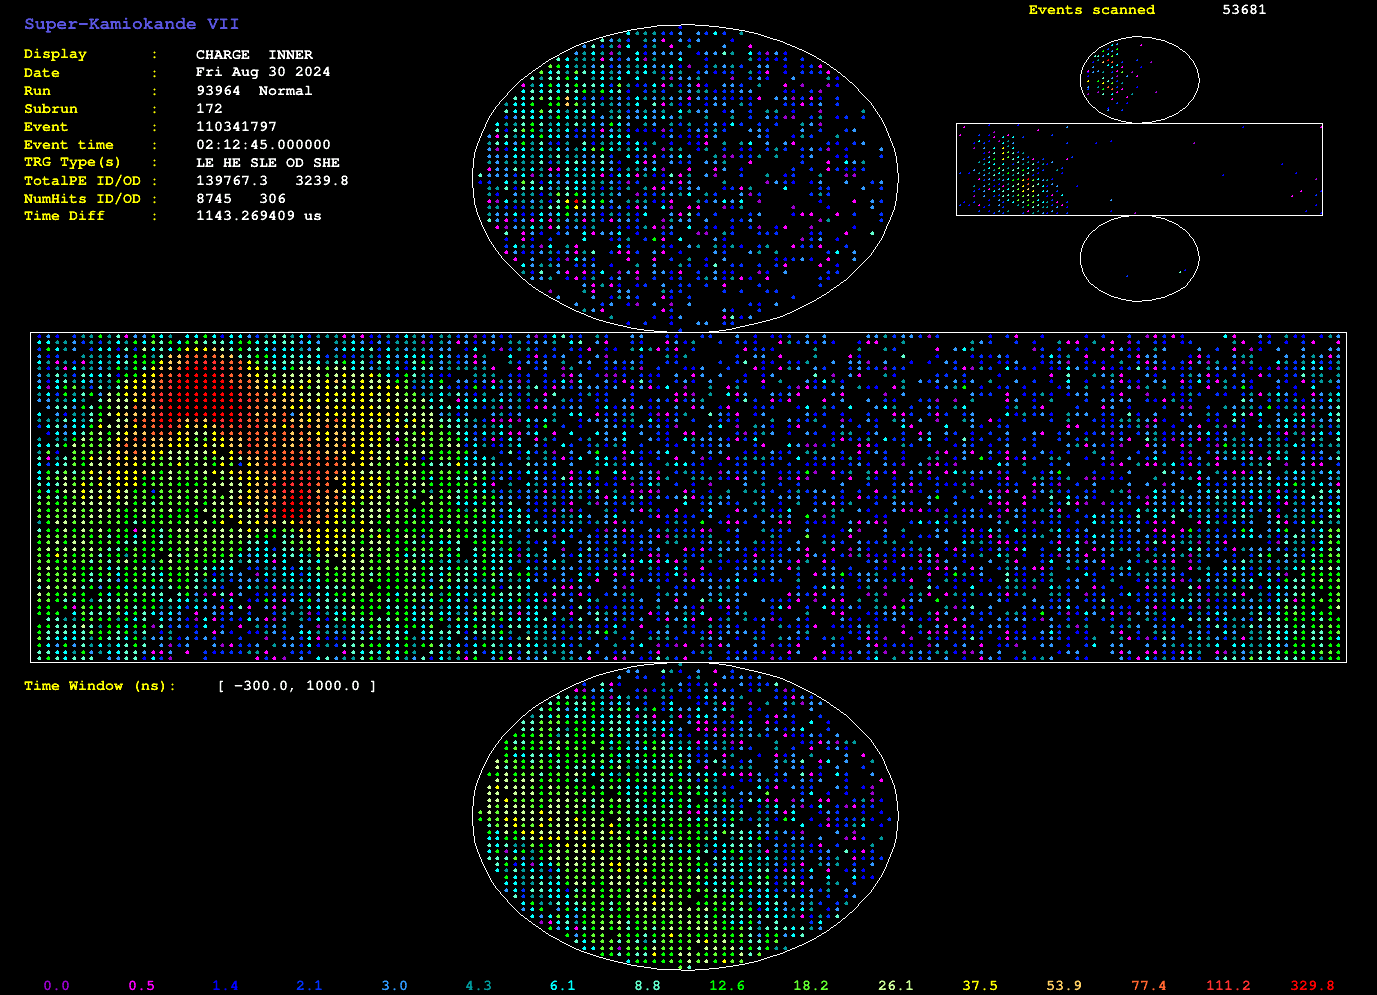 Super-Kamiokande VII
Events scanned 53681
Display : CHARGE INNER
Date : Fri Aug 30 2024
Run : 93964 Normal
Subrun : 172
Event : 110341797
Event time : 02:12:45.000000
TRG Type(s) : LE HE SLE OD SHE
TotalPE ID/OD : 139767.3 3239.8
NumHits ID/OD : 8745 306
Time Diff : 1143.269409 us
Time Window (ns): [ -300.0, 1000.0 ]
0.0 0.5 1.4 2.1 3.0 4.3 6.1 8.8 12.6 18.2 26.1 37.5 53.9 77.4 111.2 329.8